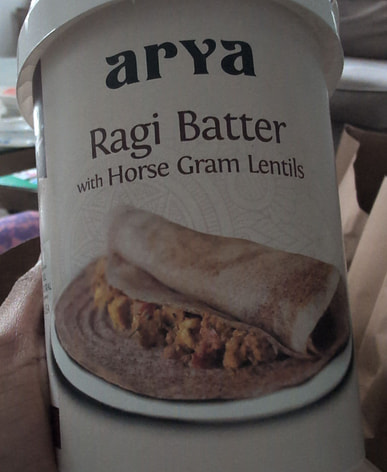 arya
Ragi Batter
with Horse Gram Lentils